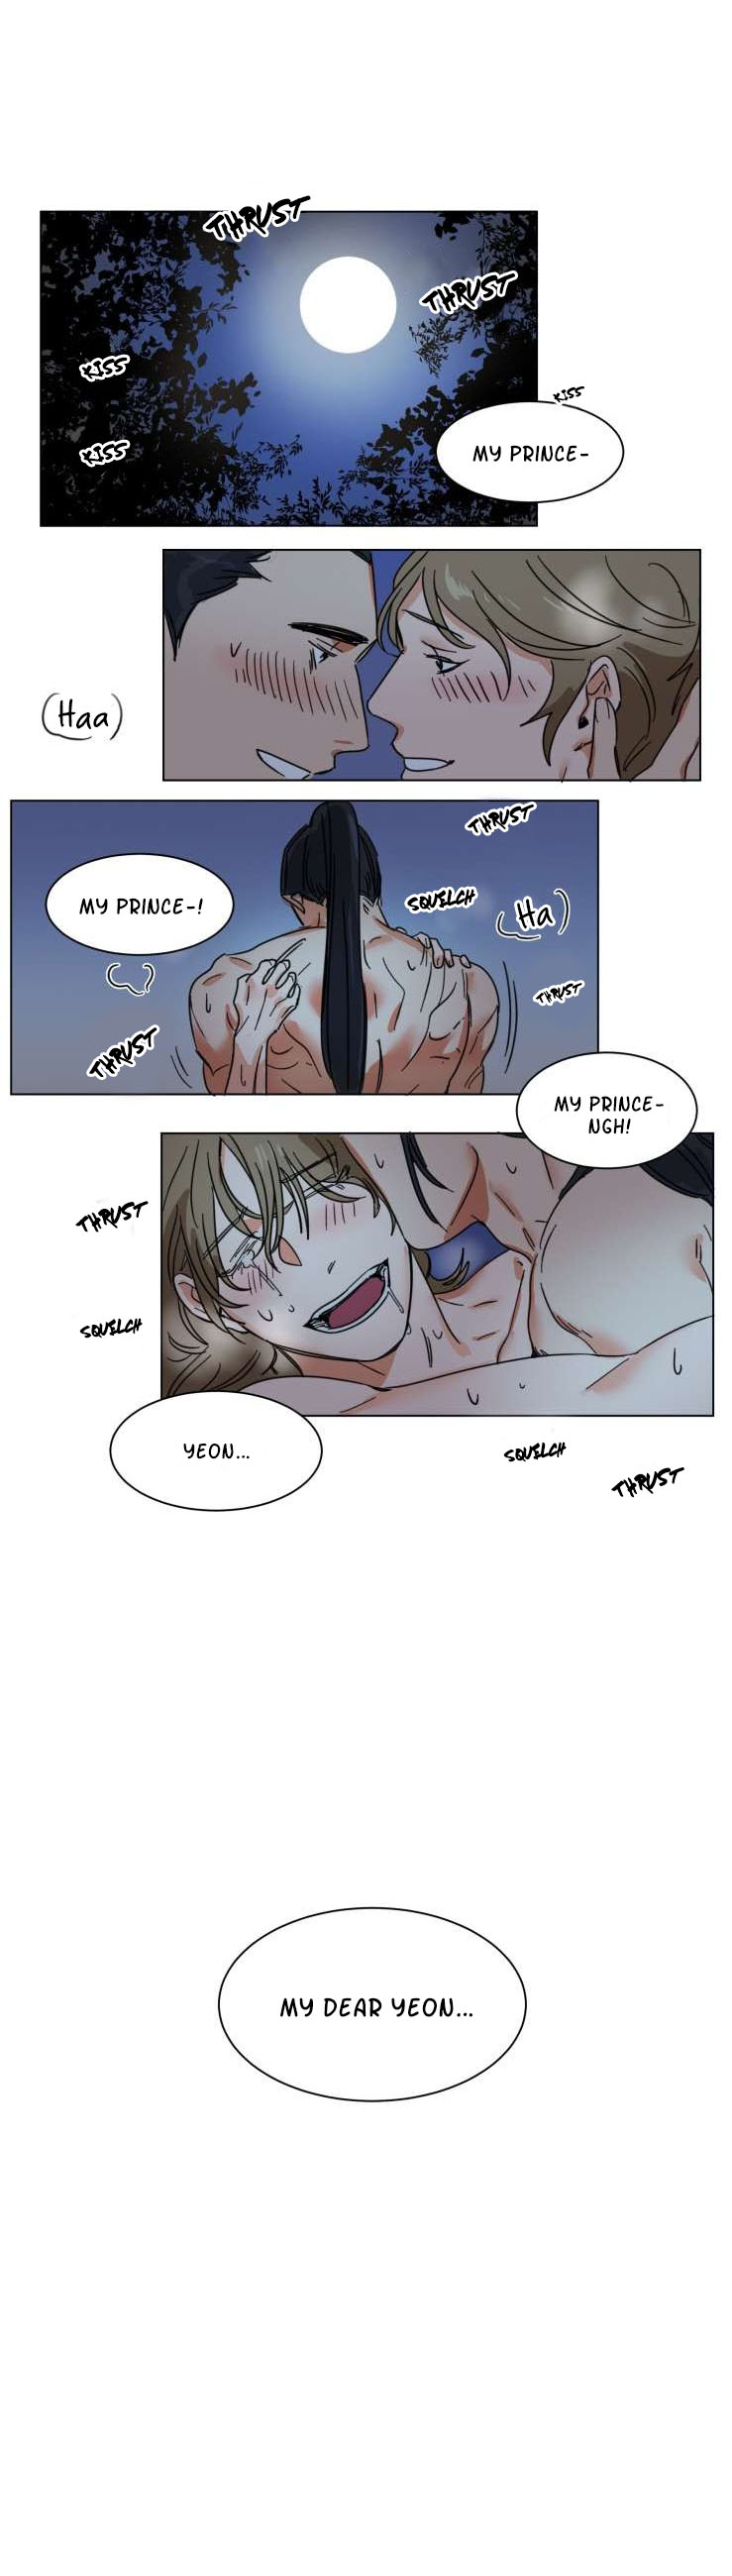 THRUST
THRUST
KISS
KISS
KISS
MY PRINCE-
Haa
THRUST
MY PRINCE-!
SQUELCH
Ha
THRUST
THRUST
MY PRINCE-
NGH!
THRUST
SQUELCH
YEON...
SQUELCH
THRUST
MY DEAR YEON...